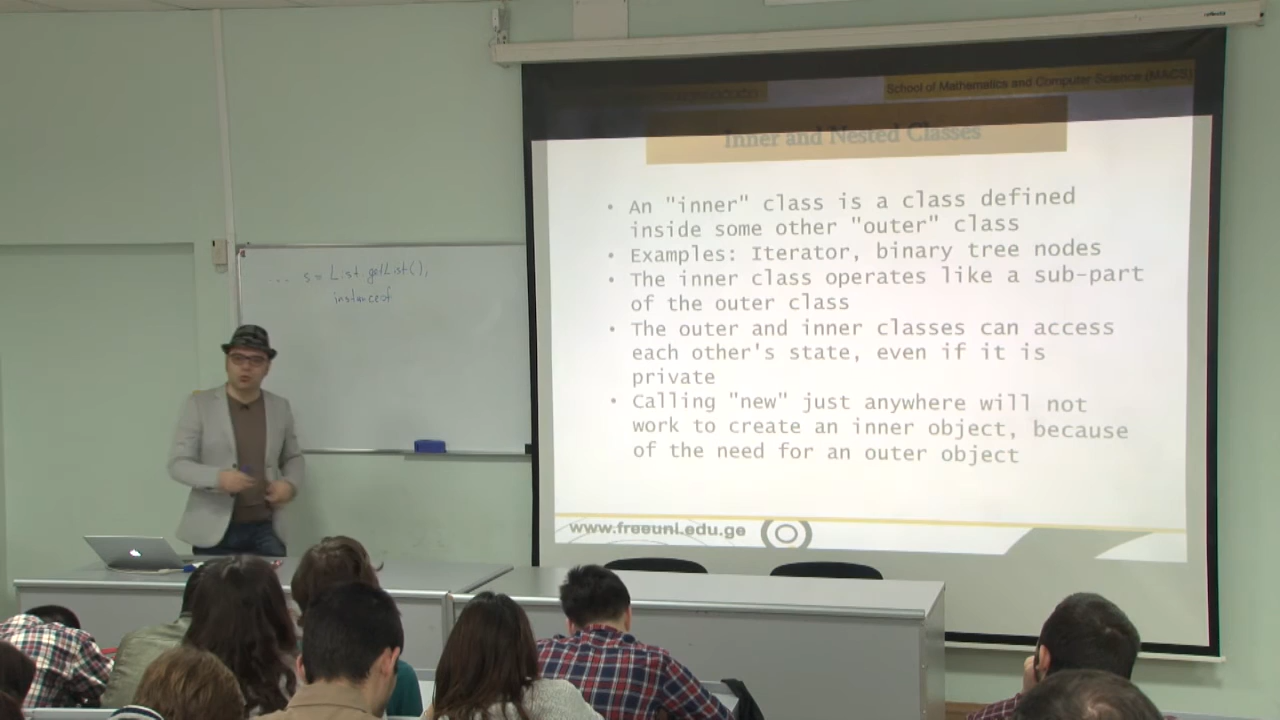 School of Mathematics and Computer Science (MACS)
Inner and Nested Classes
• An "inner" class is a class defined
inside some other "outer" class
• Examples: Iterator, binary tree nodes
• The inner class operates like a sub-part
of the outer class
• The outer and inner classes can access
each other's state, even if it is
private
• Calling "new" just anywhere will not
work to create an inner object, because
of the need for an outer object
www.freeuni.edu.ge
... s = List getList();
instanceof